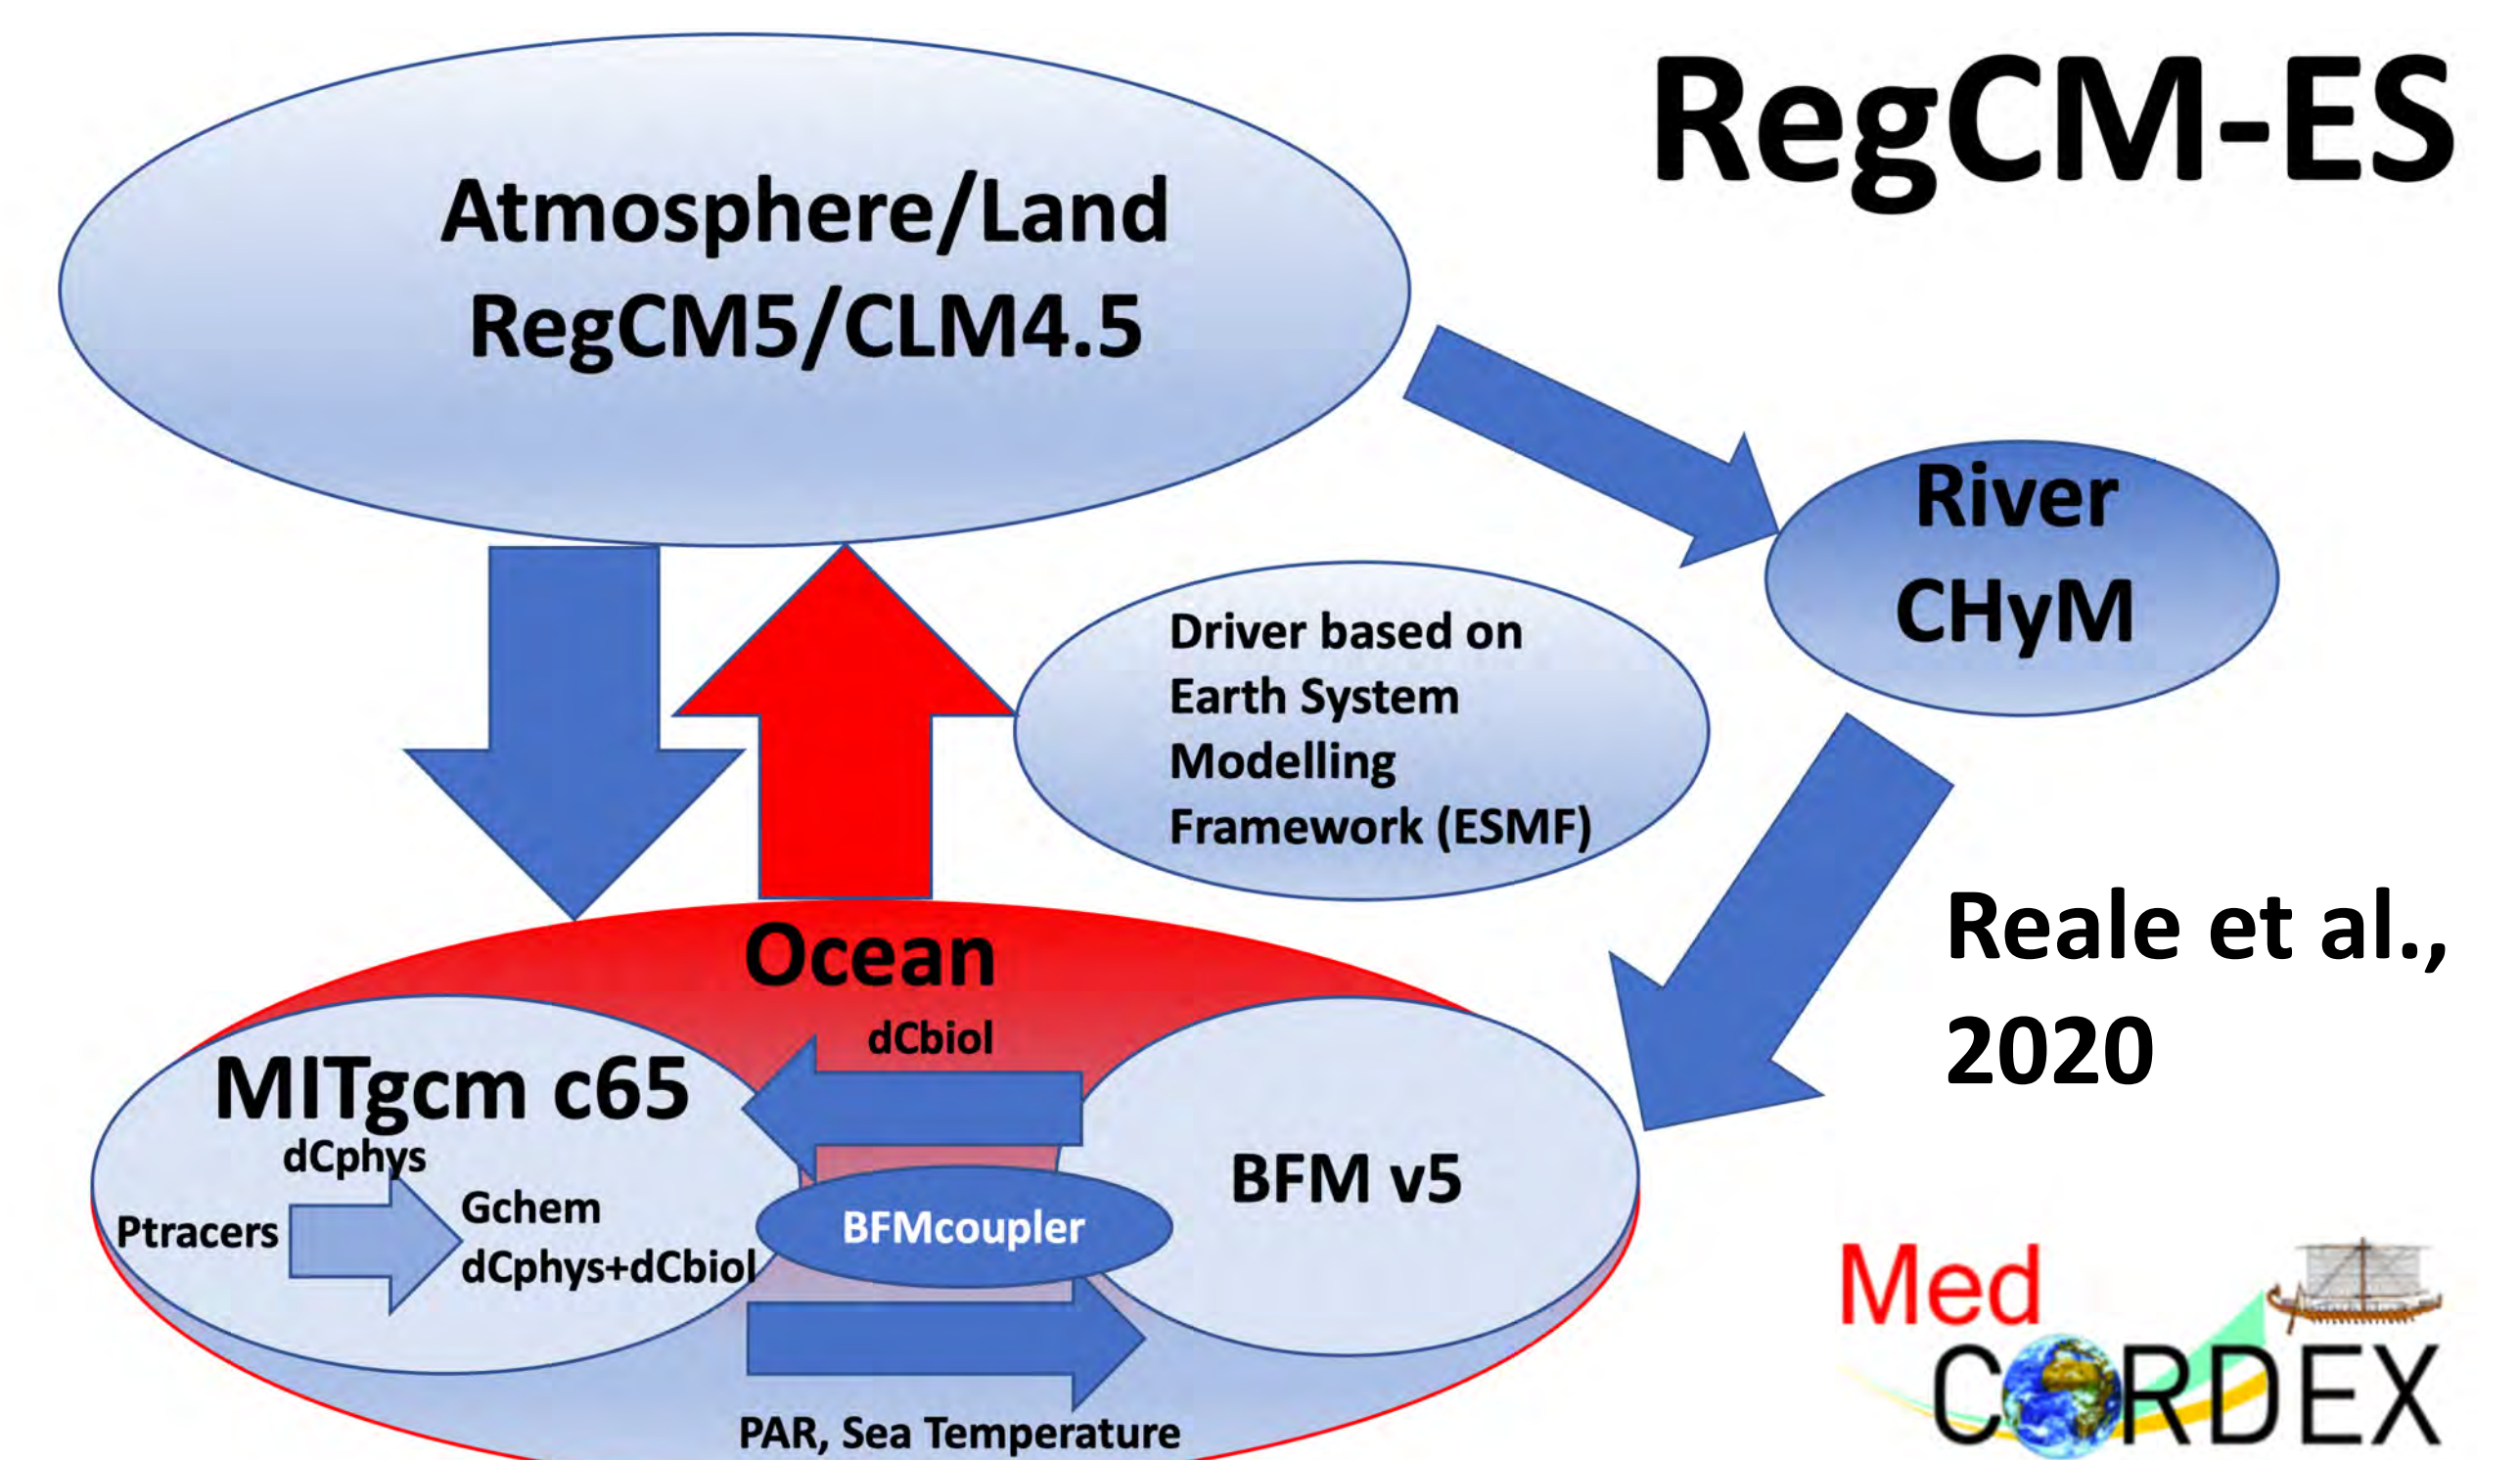 RegCM-ES
Atmosphere/Land
RegCM5/CLM4.5
River
CHyM
Driver based on
Earth System
Modelling
Framework (ESMF)
Reale et al.,
2020
Ocean
dCbiol
MITgcm c65
dCphys
Ptracers
Gchem
dCphys+dCbiol
BFMcoupler
BFM v5
PAR, Sea Temperature
Med
CORDEX